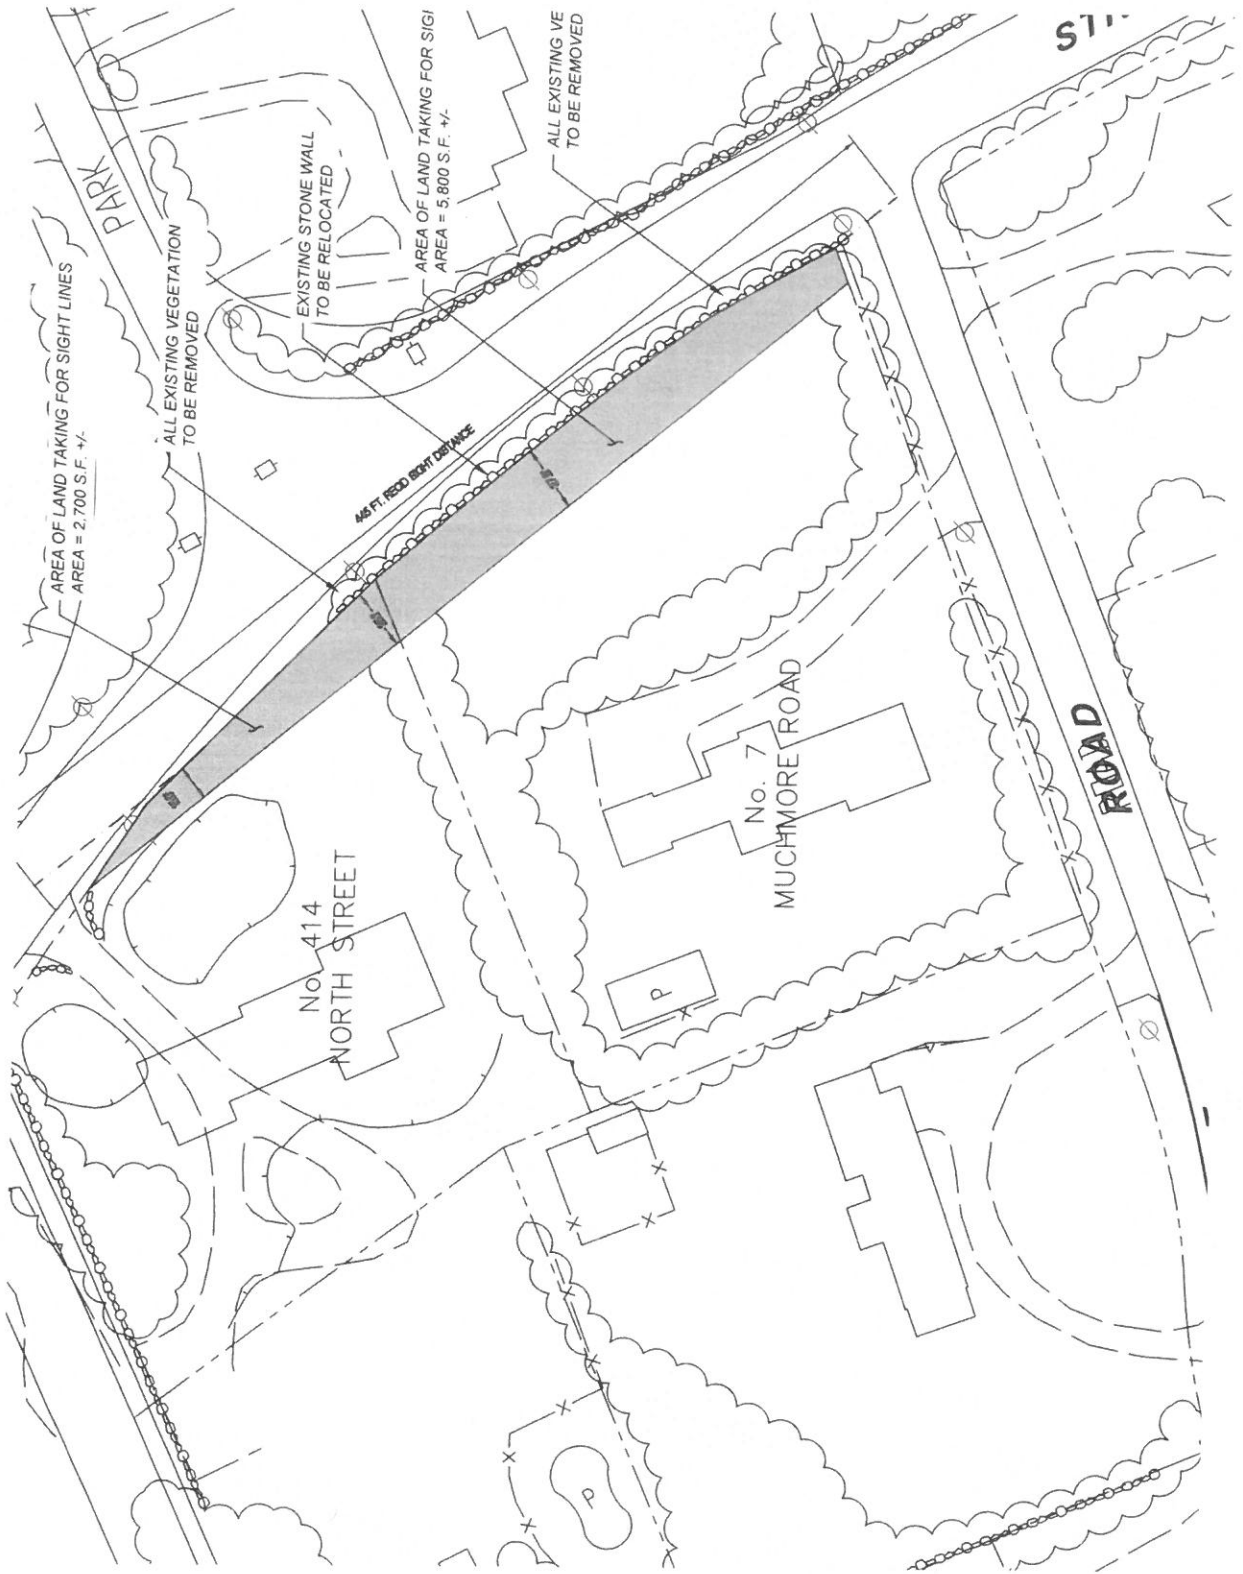 AREA OF LAND TAKING FOR SIGHT LINES
AREA = 2,700 S.F. +/-
PARK
ALL EXISTING VEGETATION
TO BE REMOVED
EXISTING STONE WALL
TO BE RELOCATED
AREA OF LAND TAKING FOR SIGI
AREA = 5,800 S.F. +/-
ALL EXISTING VE
TO BE REMOVED
445 FT. REQD SIGHT DISTANCE
No. 414
NORTH STREET
No. 7
MUCHMORE ROAD
ROAD
P
P